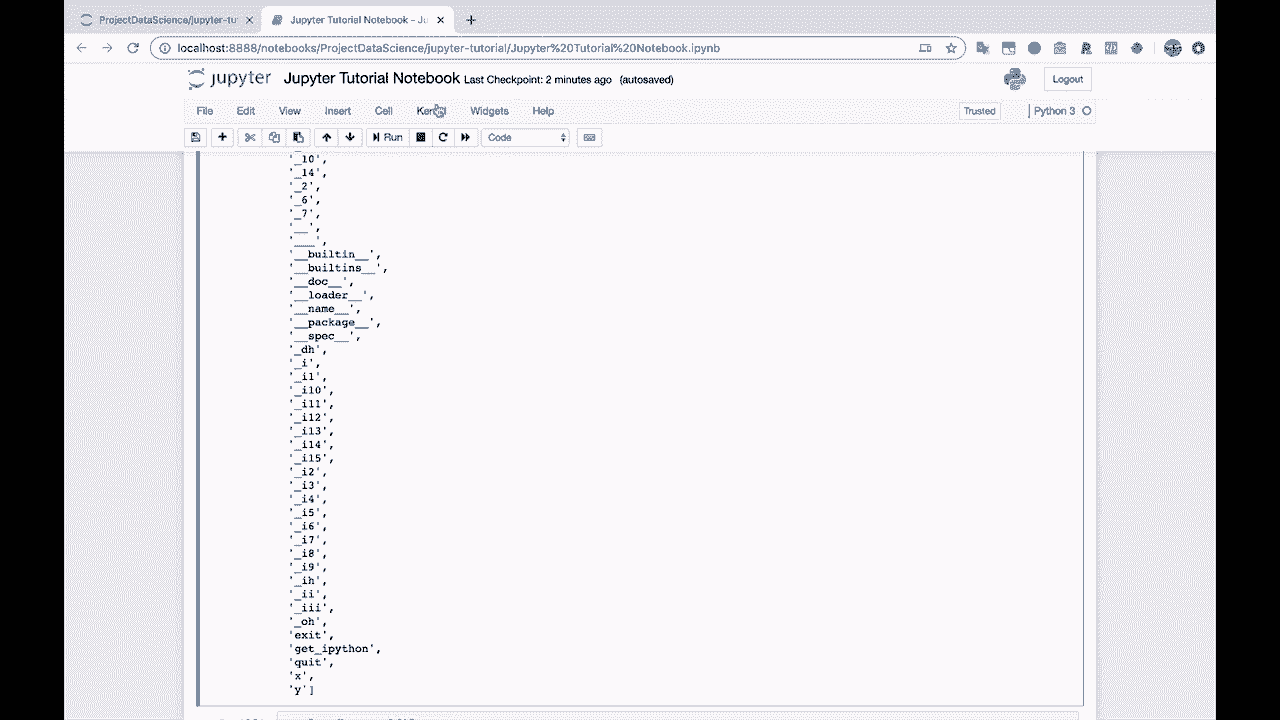 ProjectDataScience/jupyter-tut
Jupyter Tutorial Notebook - Ju
localhost:8888/notebooks/ProjectDataScience/jupyter-tutorial/Jupyter%20Tutorial%20Notebook.ipynb
jupyter Jupyter Tutorial Notebook Last Checkpoint: 2 minutes ago (autosaved) Logout
File Edit View Insert Cell Kernel Widgets Help Trusted Python 3
Run Code
'_10',
'_14',
'_2',
'_6',
'_7',
'__',
'___',
'__builtin__',
'__builtins__',
'__doc__',
'__loader__',
'__name__',
'__package__',
'__spec__',
'_dh',
'_i',
'_i1',
'_i10',
'_i11',
'_i12',
'_i13',
'_i14',
'_i15',
'_i2',
'_i3',
'_i4',
'_i5',
'_i6',
'_i7',
'_i8',
'_i9',
'_ih',
'_ii',
'_iii',
'_oh',
'exit',
'get_ipython',
'quit',
'x',
'y']